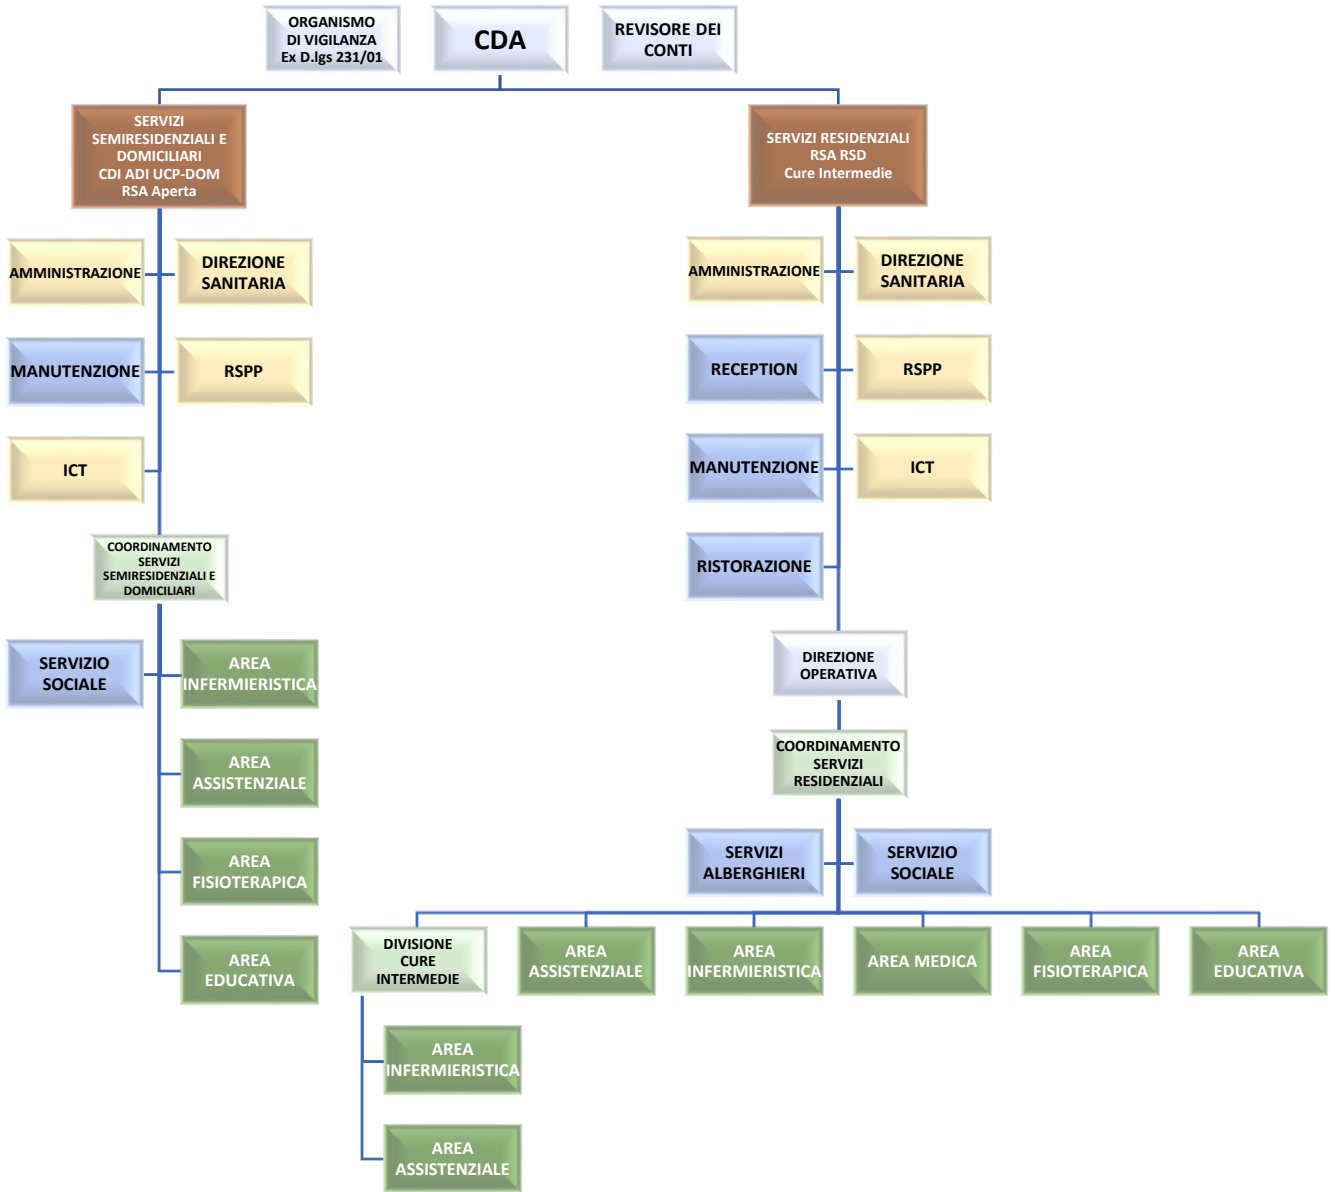 ORGANISMO
DI VIGILANZA
Ex D.lgs 231/01
CDA
REVISORE DEI
CONTI
SERVIZI
SEMIRESIDENZIALI E
DOMICILIARI
CDI ADI UCP-DOM
RSA Aperta
AMMINISTRAZIONE
DIREZIONE
SANITARIA
MANUTENZIONE
RSPP
ICT
COORDINAMENTO
SERVIZI
SEMIRESIDENZIALI E
DOMICILIARI
SERVIZIO
SOCIALE
AREA
INFERMIERISTICA
AREA
ASSISTENZIALE
AREA
FISIOTERAPICA
AREA
EDUCATIVA
SERVIZI RESIDENZIALI
RSA RSD
Cure Intermedie
AMMINISTRAZIONE
DIREZIONE
SANITARIA
RECEPTION
RSPP
MANUTENZIONE
ICT
RISTORAZIONE
DIREZIONE
OPERATIVA
COORDINAMENTO
SERVIZI
RESIDENZIALI
SERVIZI
ALBERGHIERI
SERVIZIO
SOCIALE
DIVISIONE
CURE
INTERMEDIE
AREA
INFERMIERISTICA
AREA
ASSISTENZIALE
AREA
ASSISTENZIALE
AREA
INFERMIERISTICA
AREA MEDICA
AREA
FISIOTERAPICA
AREA
EDUCATIVA